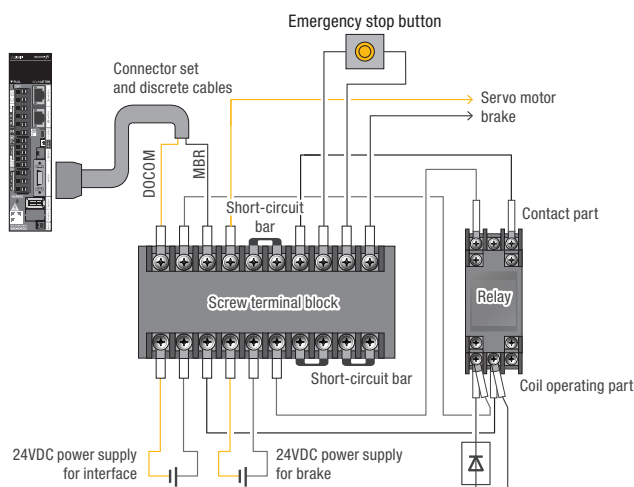 Emergency stop button
Connector set
and discrete cables
Servo motor
brake
DOCOM
MBR
Short-circuit
bar
Contact part
Screw terminal block
Relay
Short-circuit bar
Coil operating part
24VDC power supply
for interface
24VDC power supply
for brake